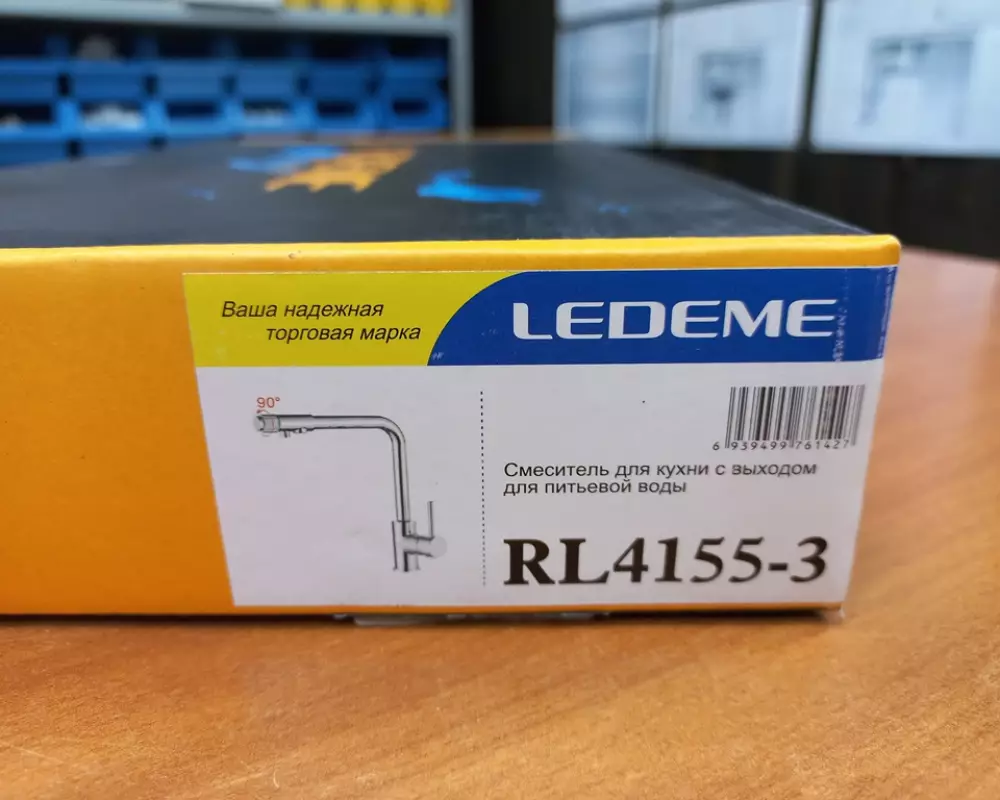 Ваша надежная
торговая марка
LEDEME
90°
6 939499 761427
Смеситель для кухни с выходом
для питьевой воды
RL4155-3